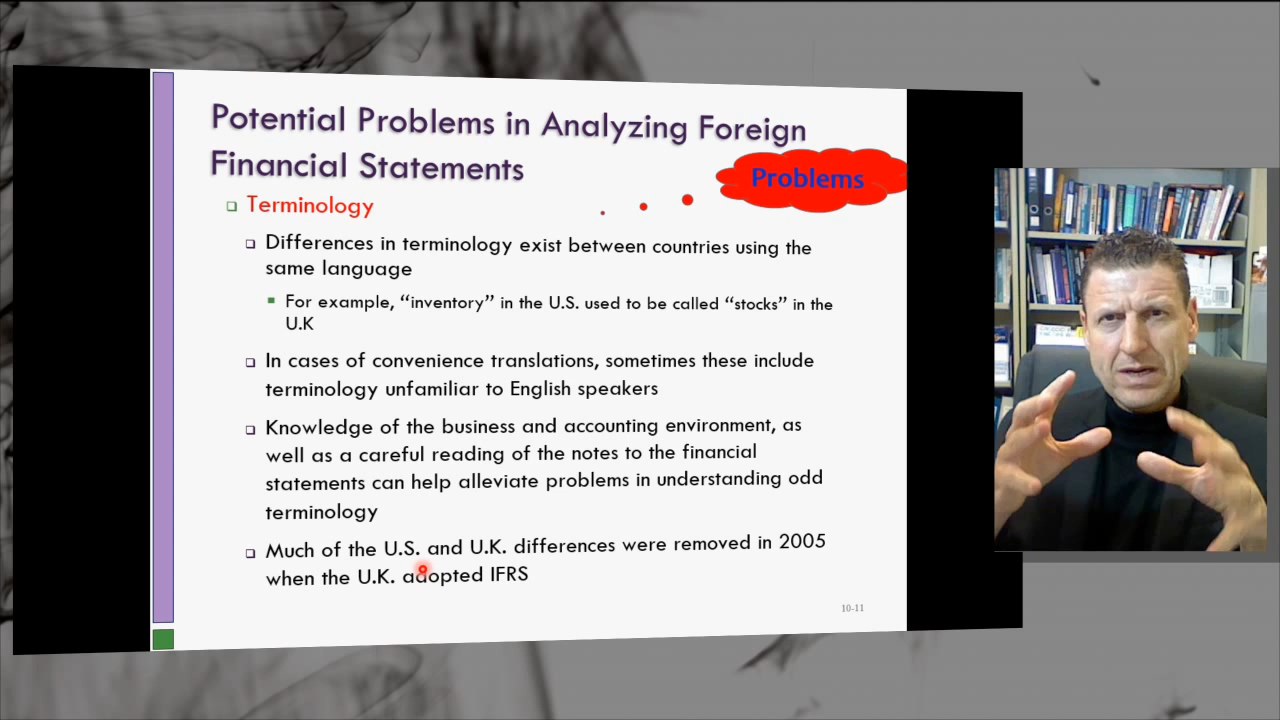 Potential Problems in Analyzing Foreign
Financial Statements
Problems
Terminology
Differences in terminology exist between countries using the
same language
For example, “inventory” in the U.S. used to be called “stocks” in the
U.K
In cases of convenience translations, sometimes these include
terminology unfamiliar to English speakers
Knowledge of the business and accounting environment, as
well as a careful reading of the notes to the financial
statements can help alleviate problems in understanding odd
terminology
Much of the U.S. and U.K. differences were removed in 2005
when the U.K. adopted IFRS
10-11